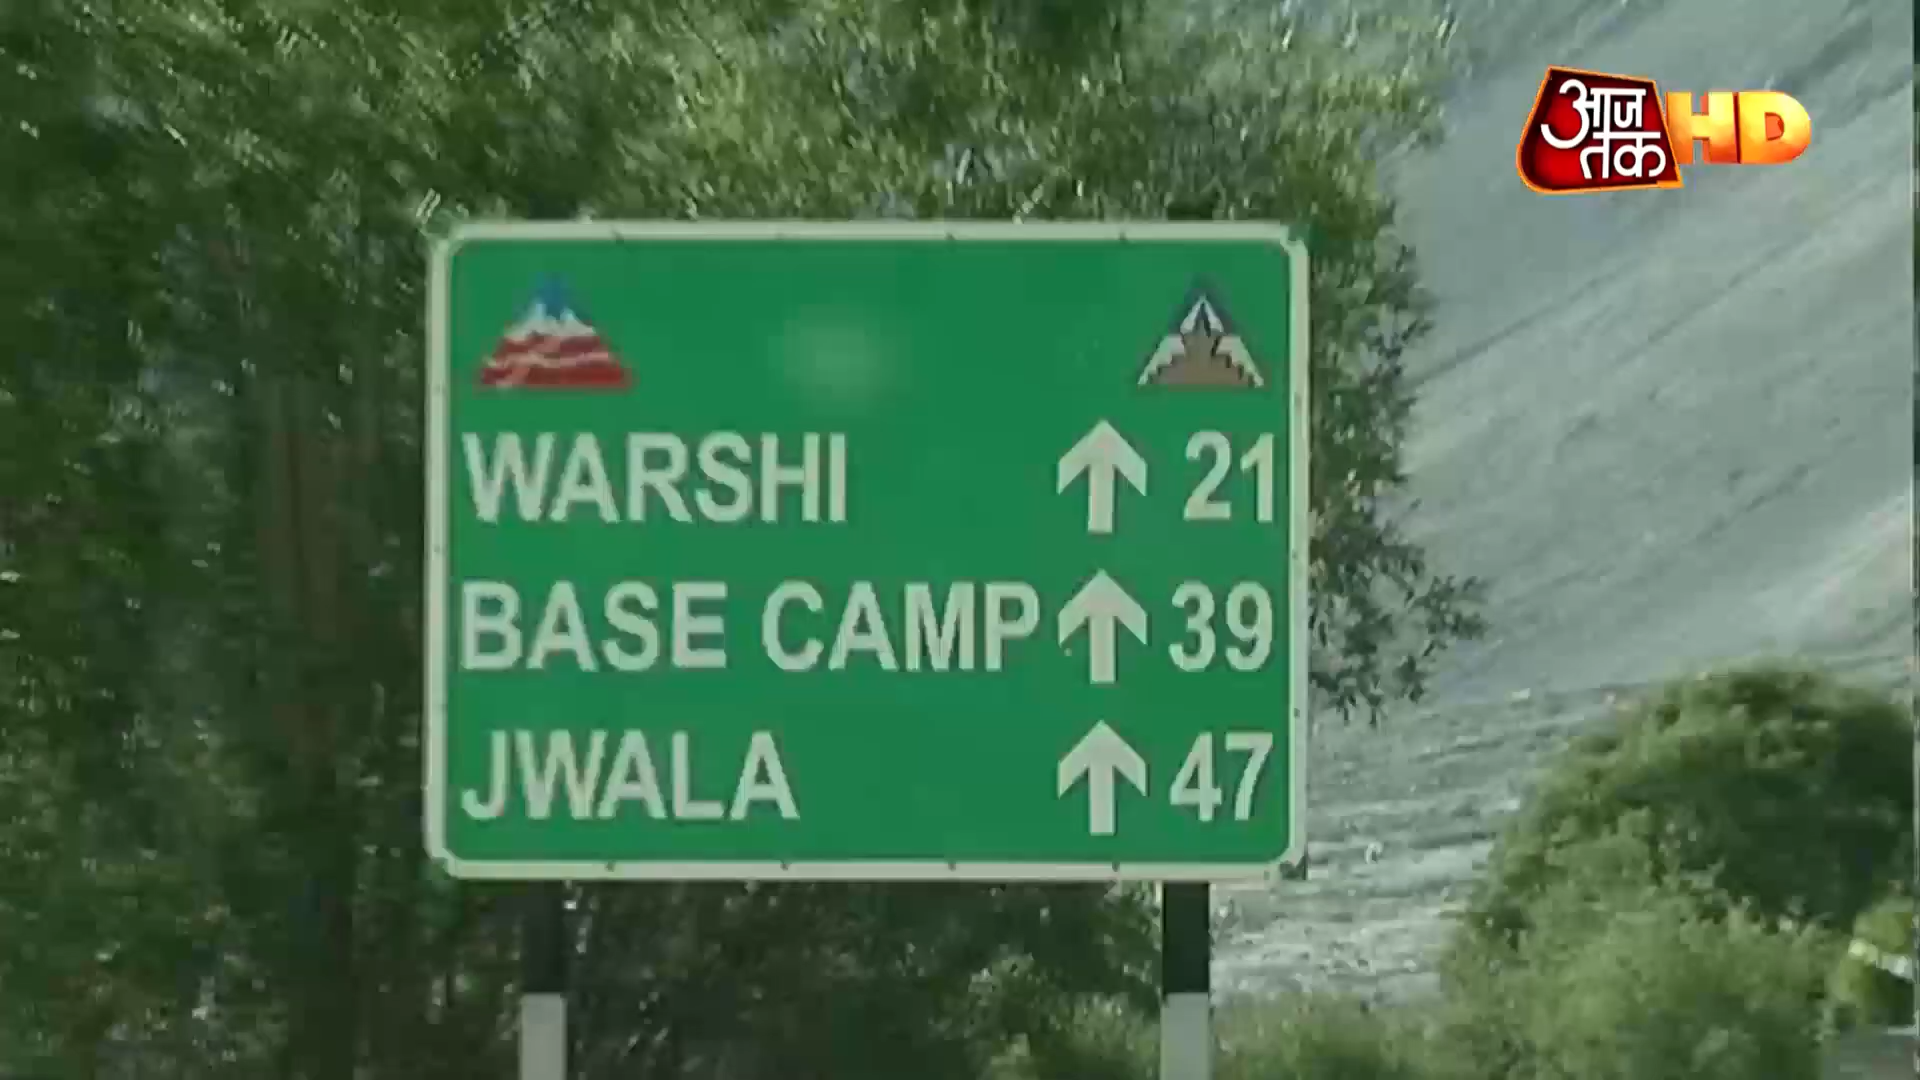 आज तक HD
WARSHI ↑ 21
BASE CAMP ↑ 39
JWALA ↑ 47